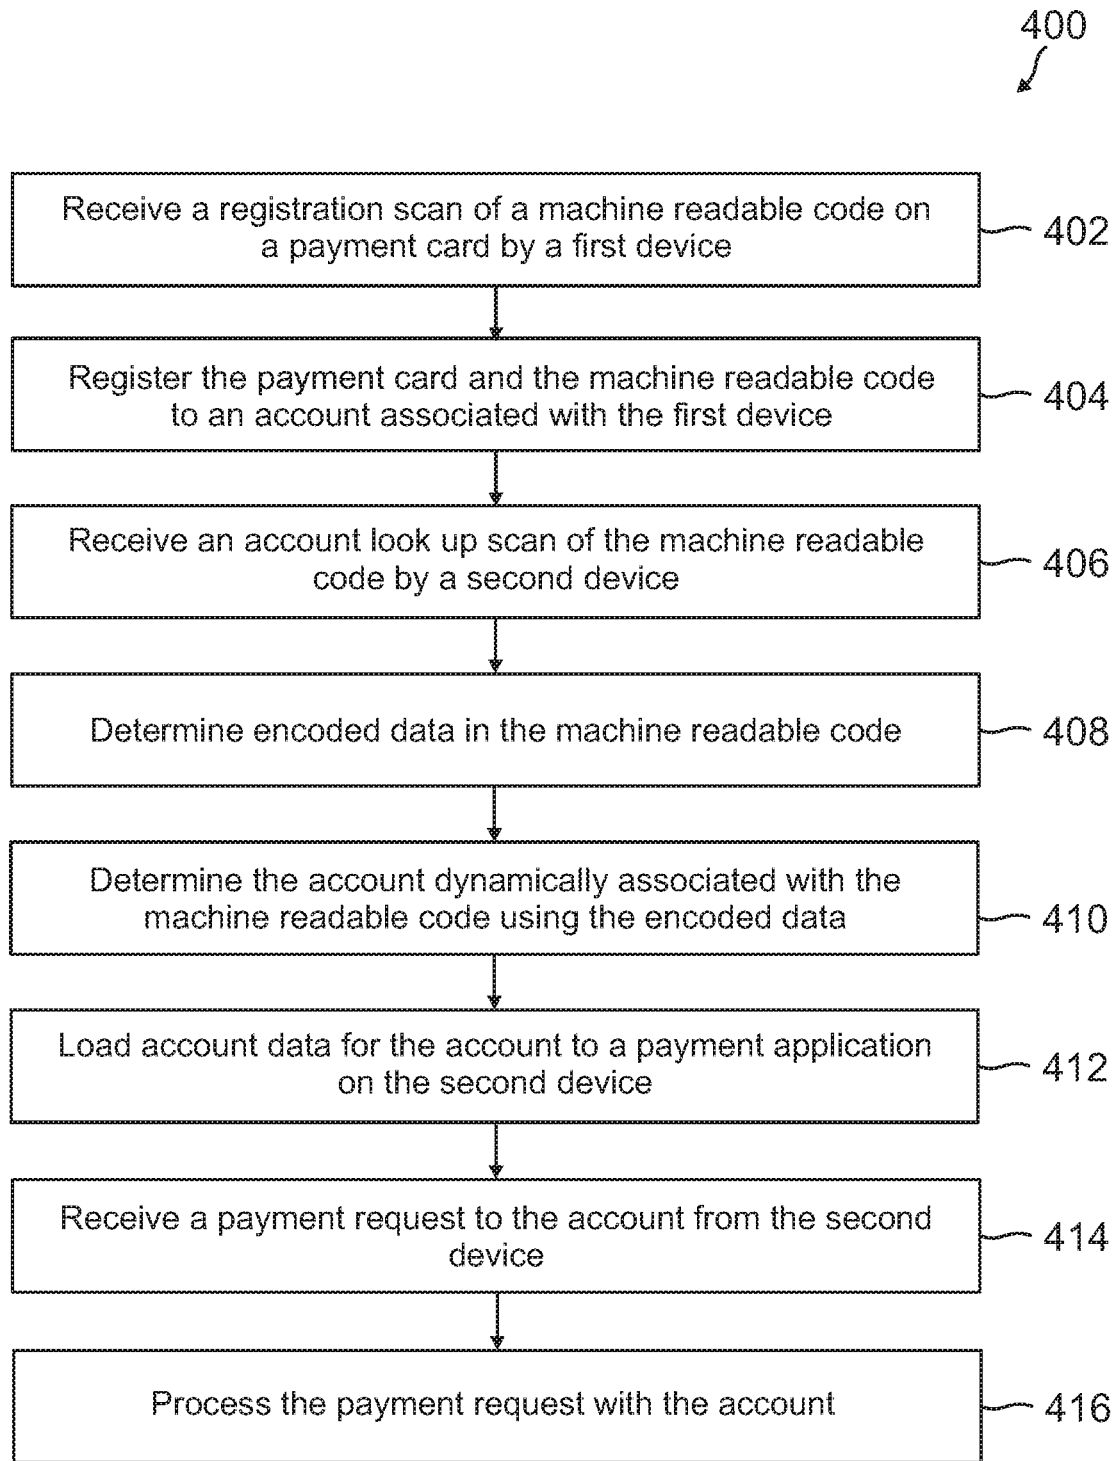 400
Receive a registration scan of a machine readable code on
a payment card by a first device
402
Register the payment card and the machine readable code
to an account associated with the first device
404
Receive an account look up scan of the machine readable
code by a second device
406
Determine encoded data in the machine readable code
408
Determine the account dynamically associated with the
machine readable code using the encoded data
410
Load account data for the account to a payment application
on the second device
412
Receive a payment request to the account from the second
device
414
Process the payment request with the account
416